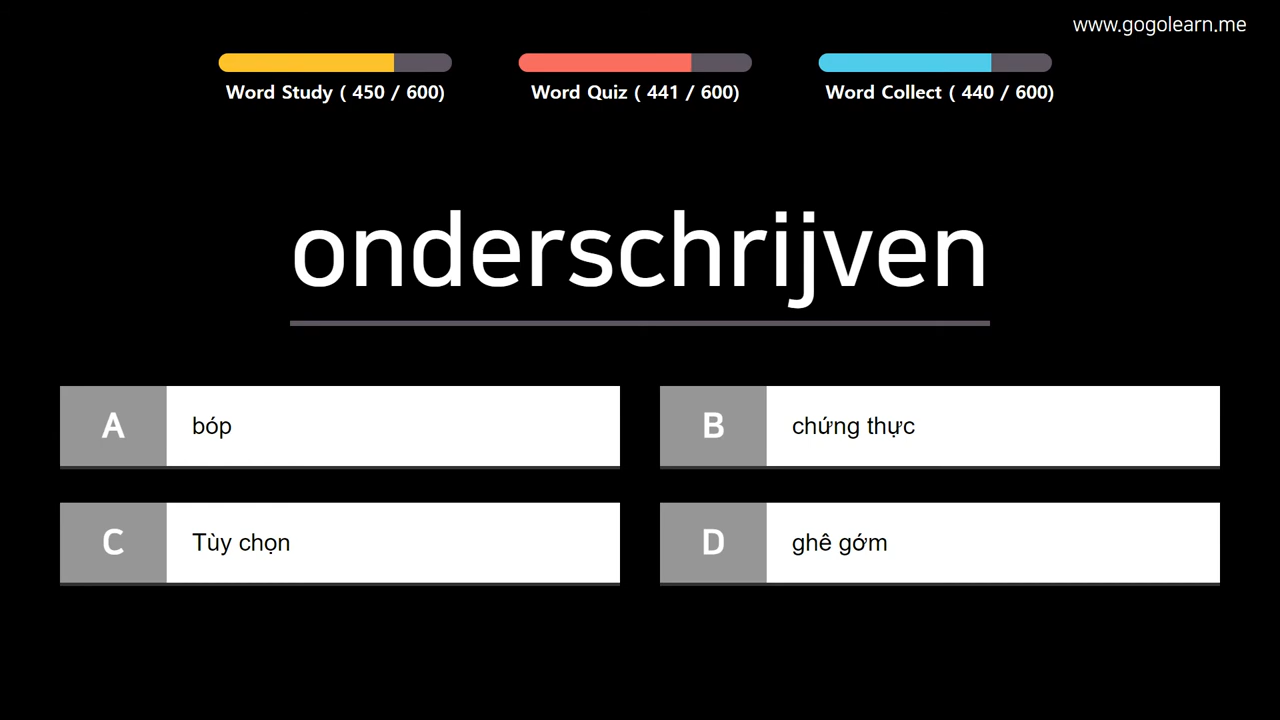 www.gogolearn.me
Word Study ( 450 / 600)
Word Quiz ( 441 / 600)
Word Collect ( 440 / 600)
onderschrijven
A bóp
B chứng thực
C Tùy chọn
D ghê gớm